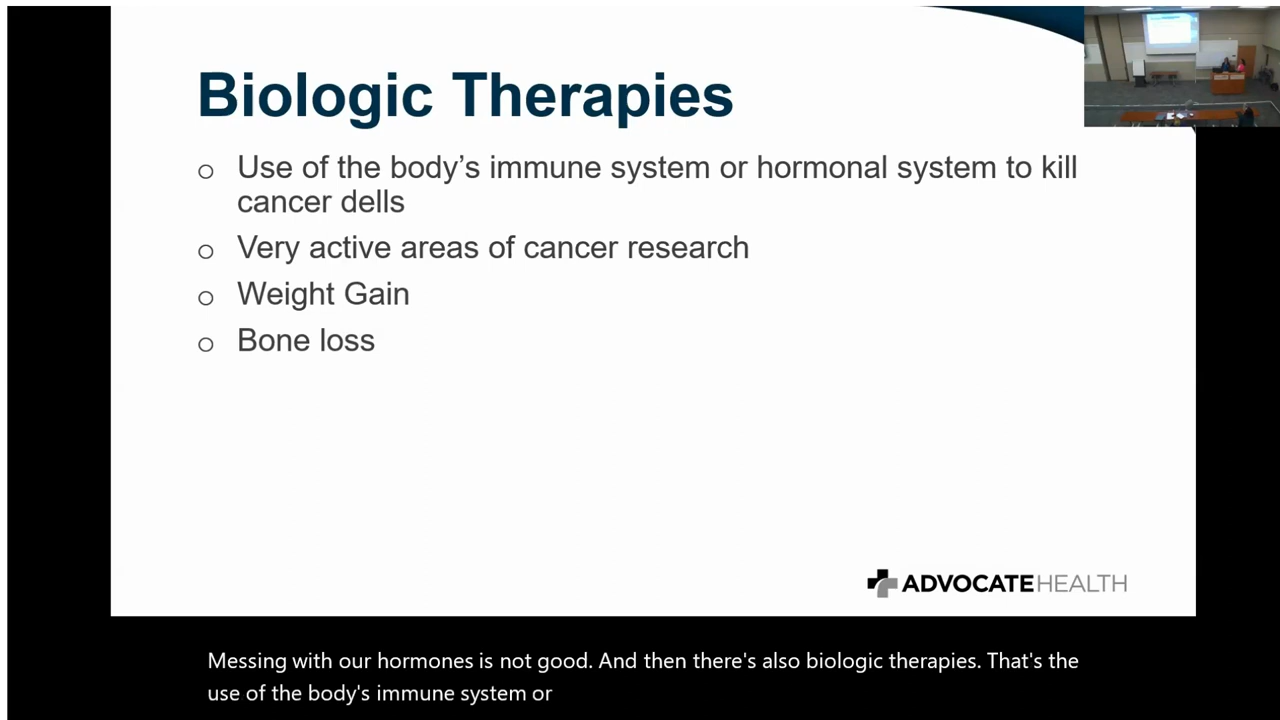 Biologic Therapies
Use of the body's immune system or hormonal system to kill
cancer dells
Very active areas of cancer research
Weight Gain
Bone loss
ADVOCATEHEALTH
Messing with our hormones is not good. And then there's also biologic therapies. That's the
use of the body's immune system or